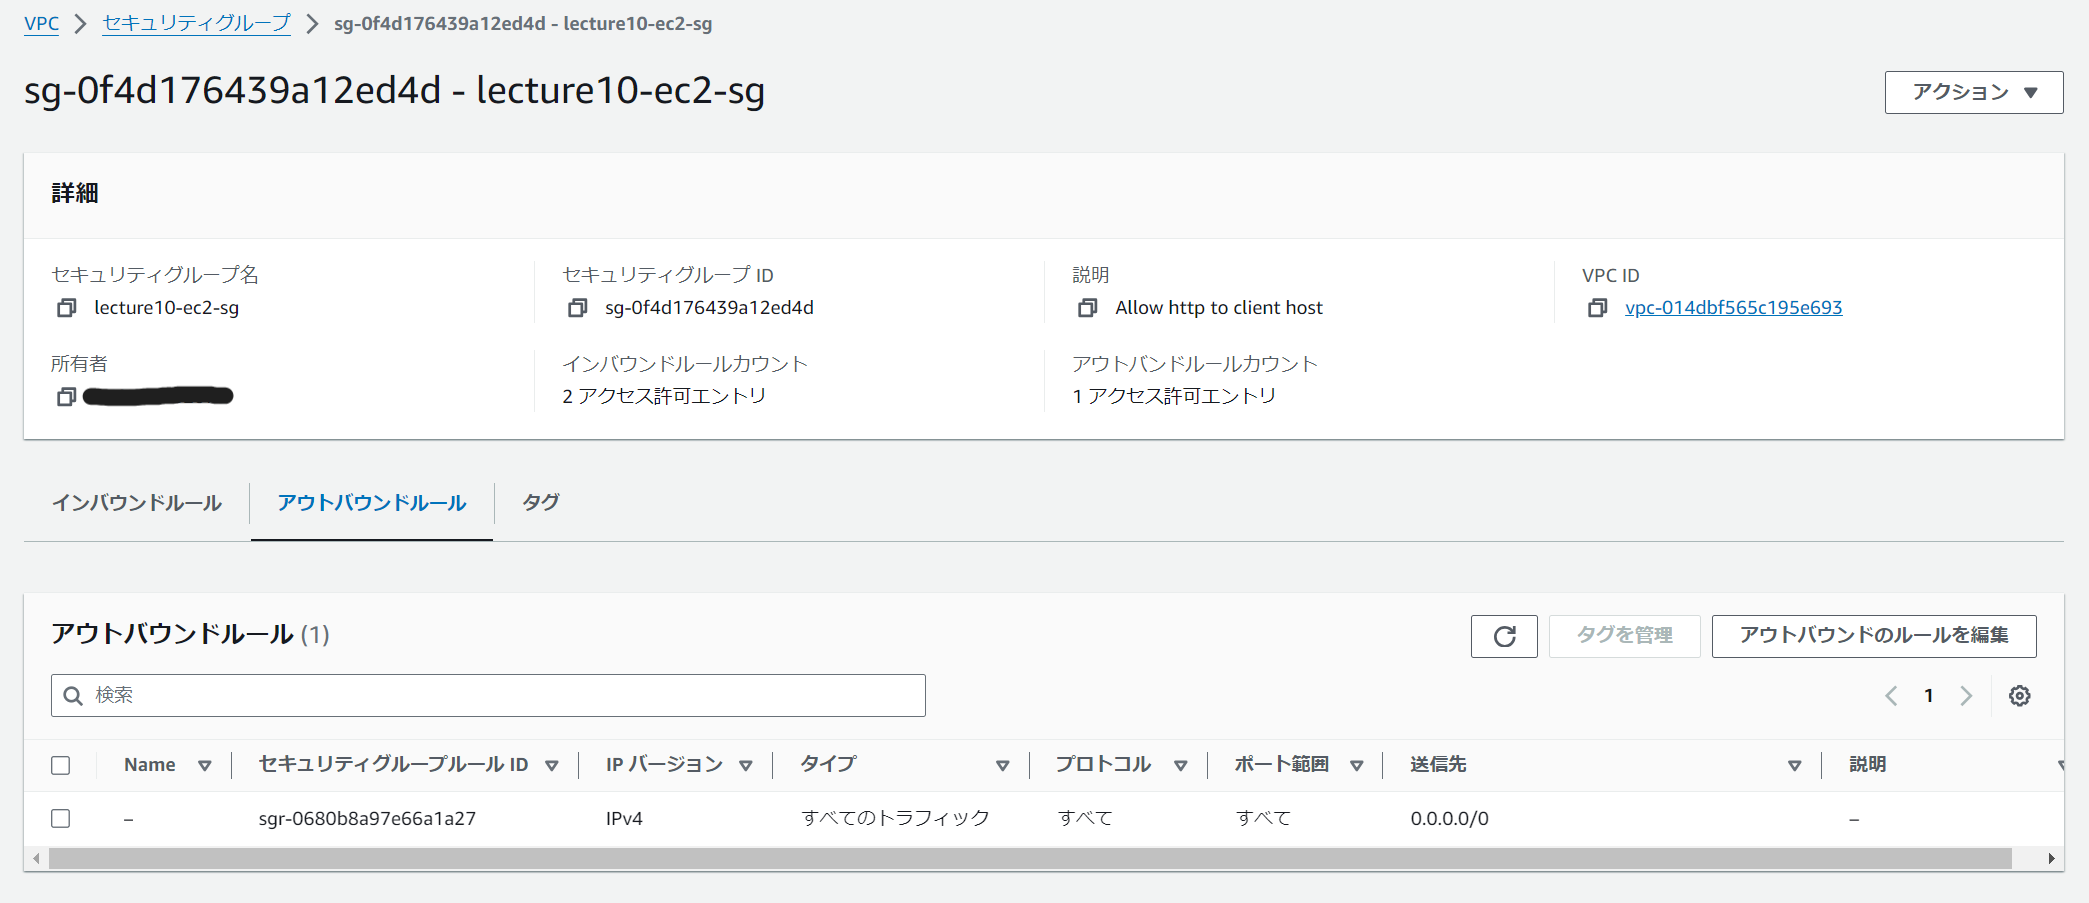 VPC > セキュリティグループ > sg-0f4d176439a12ed4d - lecture10-ec2-sg
sg-0f4d176439a12ed4d - lecture10-ec2-sg
アクション
詳細
セキュリティグループ名
lecture10-ec2-sg
セキュリティグループ ID
sg-0f4d176439a12ed4d
説明
Allow http to client host
VPC ID
vpc-014dbf565c195e693
所有者
インバウンドルールカウント
2 アクセス許可エントリ
アウトバンドルールカウント
1 アクセス許可エントリ
インバウンドルール アウトバウンドルール タグ
アウトバウンドルール (1)
タグを管理 アウトバウンドのルールを編集
検索
1
Name セキュリティグループルール ID IP バージョン タイプ プロトコル ポート範囲 送信先 説明
– sgr-0680b8a97e66a1a27 IPv4 すべてのトラフィック すべて すべて 0.0.0.0/0 –